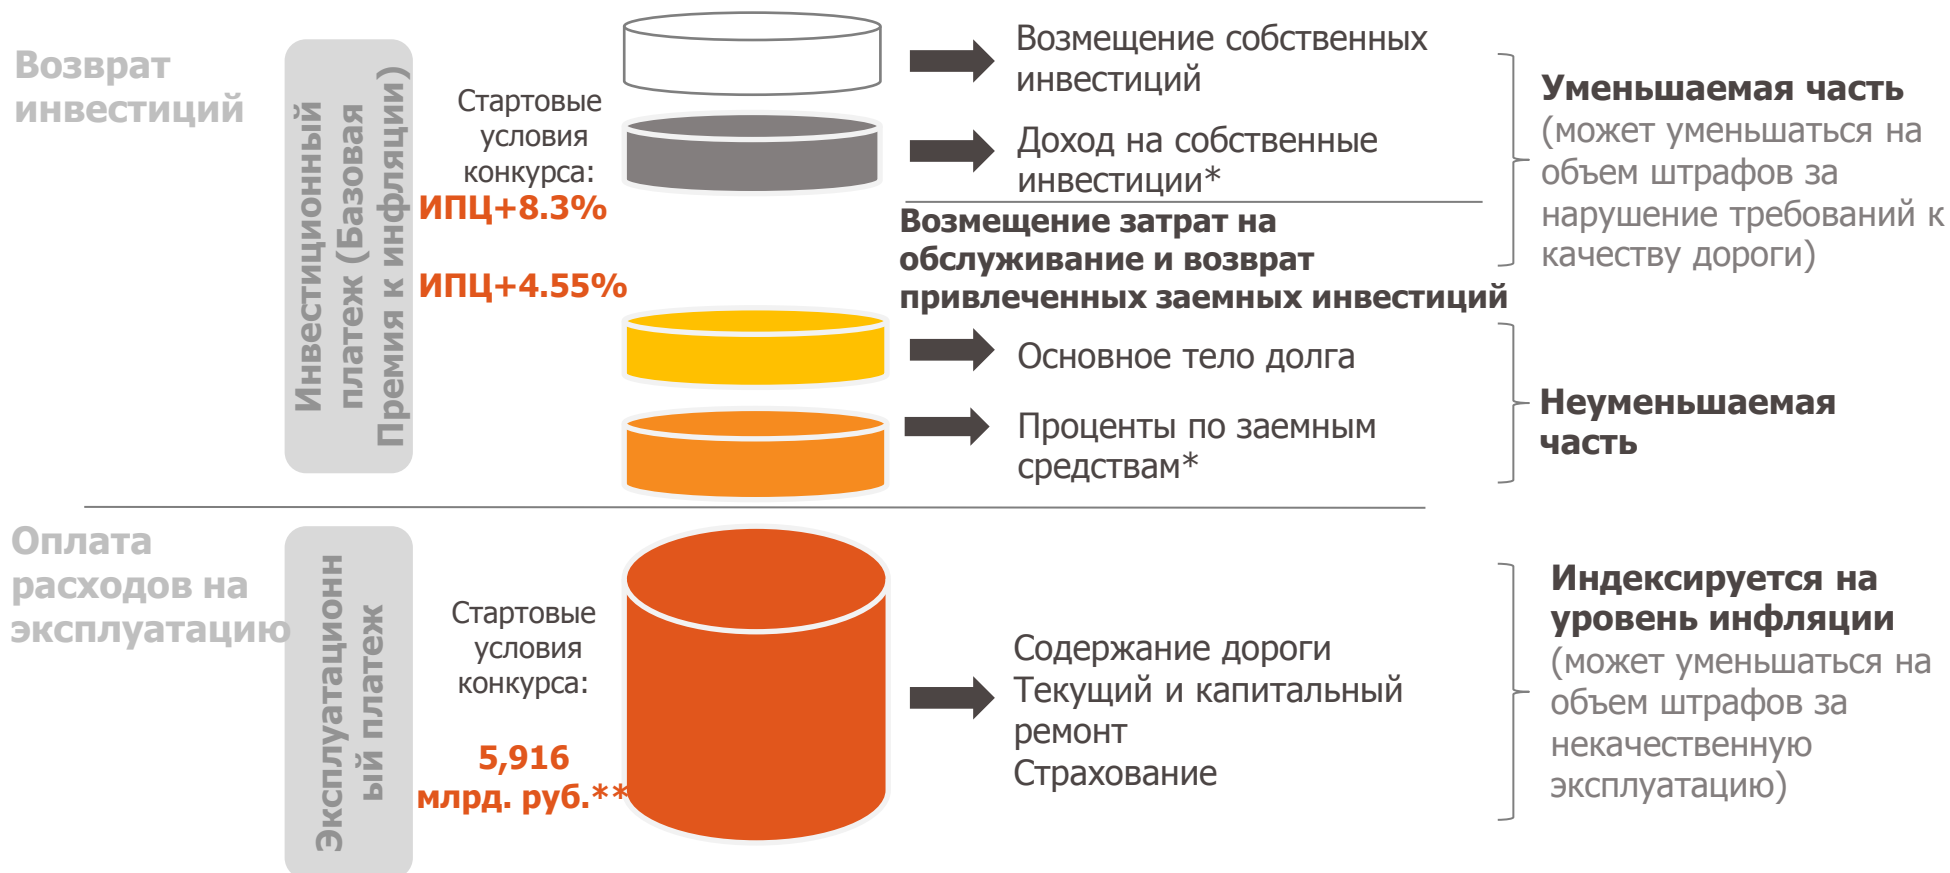 Возврат
инвестиций
Инвестиционный
платеж (Базовая
Премия к инфляции)
Стартовые
условия
конкурса:
ИПЦ+8.3%
ИПЦ+4.55%
Возмещение собственных
инвестиций
Доход на собственные
инвестиции*
Возмещение затрат на
обслуживание и возврат
привлеченных заемных инвестиций
Основное тело долга
Проценты по заемным
средствам*
Уменьшаемая часть
(может уменьшаться на
объем штрафов за
нарушение требований к
качеству дороги)
Неуменьшаемая
часть
Оплата
расходов на
эксплуатацию
Эксплуатационн
ый платеж
Стартовые
условия
конкурса:
5,916
млрд. руб.**
Содержание дороги
Текущий и капитальный
ремонт
Страхование
Индексируется на
уровень инфляции
(может уменьшаться на
объем штрафов за
некачественную
эксплуатацию)